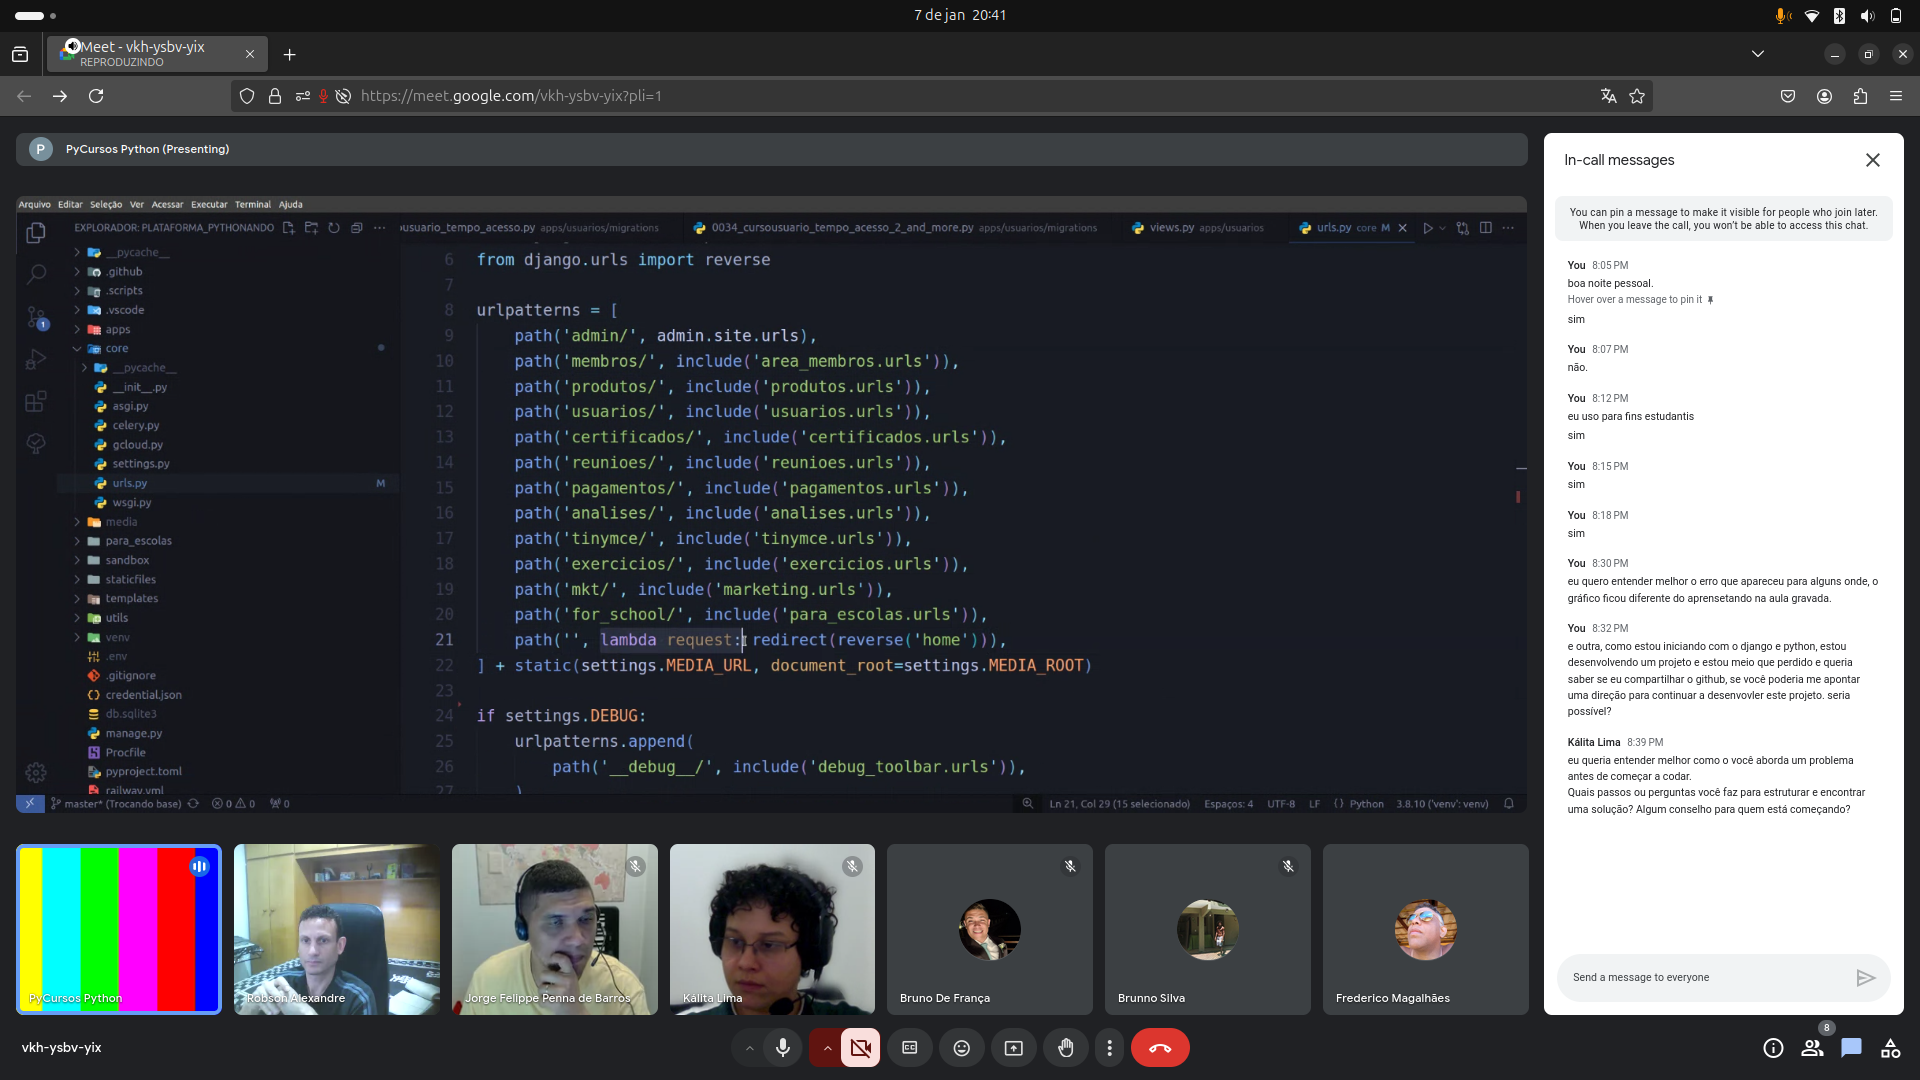 7 de jan 20:41
Meet - vkh-ysbv-yix
REPRODUZINDO
https://meet.google.com/vkh-ysbv-yix?pli=1
P
PyCursos Python (Presenting)
Arquivo Editar Seleção Ver Acessar Executar Terminal Ajuda
EXPLORADOR: PLATAFORMA_PYTHONANDO
ousuario_tempo_acesso.py apps/usuarios/migrations
0034_cursousuario_tempo_acesso_2_and_more.py apps/usuarios/migrations
views.py apps/usuarios
urls.py core M
__pycache__
.github
.scripts
.vscode
apps
core
__pycache__
__init__.py
asgi.py
celery.py
gcloud.py
settings.py
urls.py M
wsgi.py
media
para_escolas
sandbox
staticfiles
templates
utils
venv
.env
.gitignore
credential.json
db.sqlite3
manage.py
Procfile
pyproject.toml
railway.yml
6 from django.urls import reverse
7
8 urlpatterns = [
9 path('admin/', admin.site.urls),
10 path('membros/', include('area_membros.urls')),
11 path('produtos/', include('produtos.urls')),
12 path('usuarios/', include('usuarios.urls')),
13 path('certificados/', include('certificados.urls')),
14 path('reunioes/', include('reunioes.urls')),
15 path('pagamentos/', include('pagamentos.urls')),
16 path('analises/', include('analises.urls')),
17 path('tinymce/', include('tinymce.urls')),
18 path('exercicios/', include('exercicios.urls')),
19 path('mkt/', include('marketing.urls')),
20 path('for_school/', include('para_escolas.urls')),
21 path('', lambda request: redirect(reverse('home'))),
22 ] + static(settings.MEDIA_URL, document_root=settings.MEDIA_ROOT)
23
24 if settings.DEBUG:
25 urlpatterns.append(
26 path('__debug__/', include('debug_toolbar.urls')),
27 )
1
master* (Trocando base) 0 0 0
Ln 21, Col 29 (15 selecionado) Espaços: 4 UTF-8 LF Python 3.8.10 ('venv': venv)
PyCursos Python
Robson Alexandre
Jorge Felippe Penna de Barros
Kálita Lima
Bruno De França
Brunno Silva
Frederico Magalhães
vkh-ysbv-yix
8
In-call messages
You can pin a message to make it visible for people who join later.
When you leave the call, you won't be able to access this chat.
You 8:05 PM
boa noite pessoal.
Hover over a message to pin it
sim
You 8:07 PM
não.
You 8:12 PM
eu uso para fins estudantis
sim
You 8:15 PM
sim
You 8:18 PM
sim
You 8:30 PM
eu quero entender melhor o erro que apareceu para alguns onde, o
gráfico ficou diferente do aprensetando na aula gravada.
You 8:32 PM
e outra, como estou iniciando com o django e python, estou
desenvolvendo um projeto e estou meio que perdido e queria
saber se eu compartilhar o github, se você poderia me apontar
uma direção para continuar a desenvovler este projeto. seria
possível?
Kálita Lima 8:39 PM
eu queria entender melhor como o você aborda um problema
antes de começar a codar.
Quais passos ou perguntas você faz para estruturar e encontrar
uma solução? Algum conselho para quem está começando?
Send a message to everyone